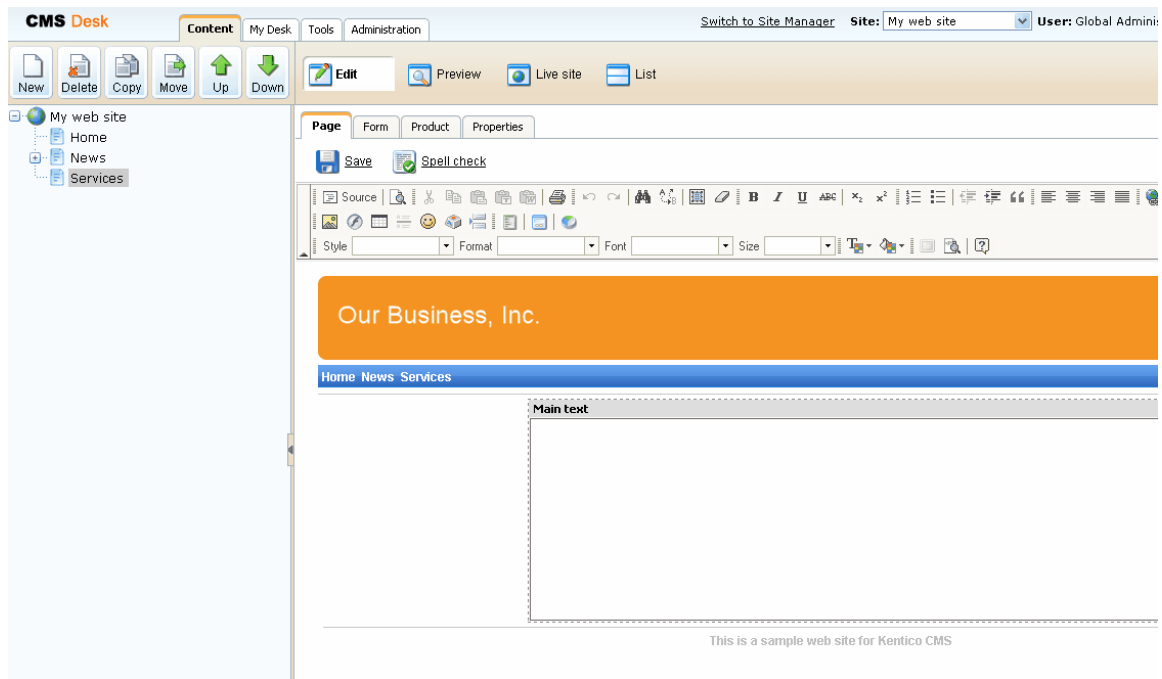 CMS Desk Content My Desk Tools Administration Switch to Site Manager Site: My web site User: Global Adminis
New Delete Copy Move Up Down Edit Preview Live site List
My web site
Home
News
Services
Page Form Product Properties
Save Spell check
Source B I U ABC x₂ x²
Style Format Font Size
Our Business, Inc.
Home News Services
Main text
This is a sample web site for Kentico CMS